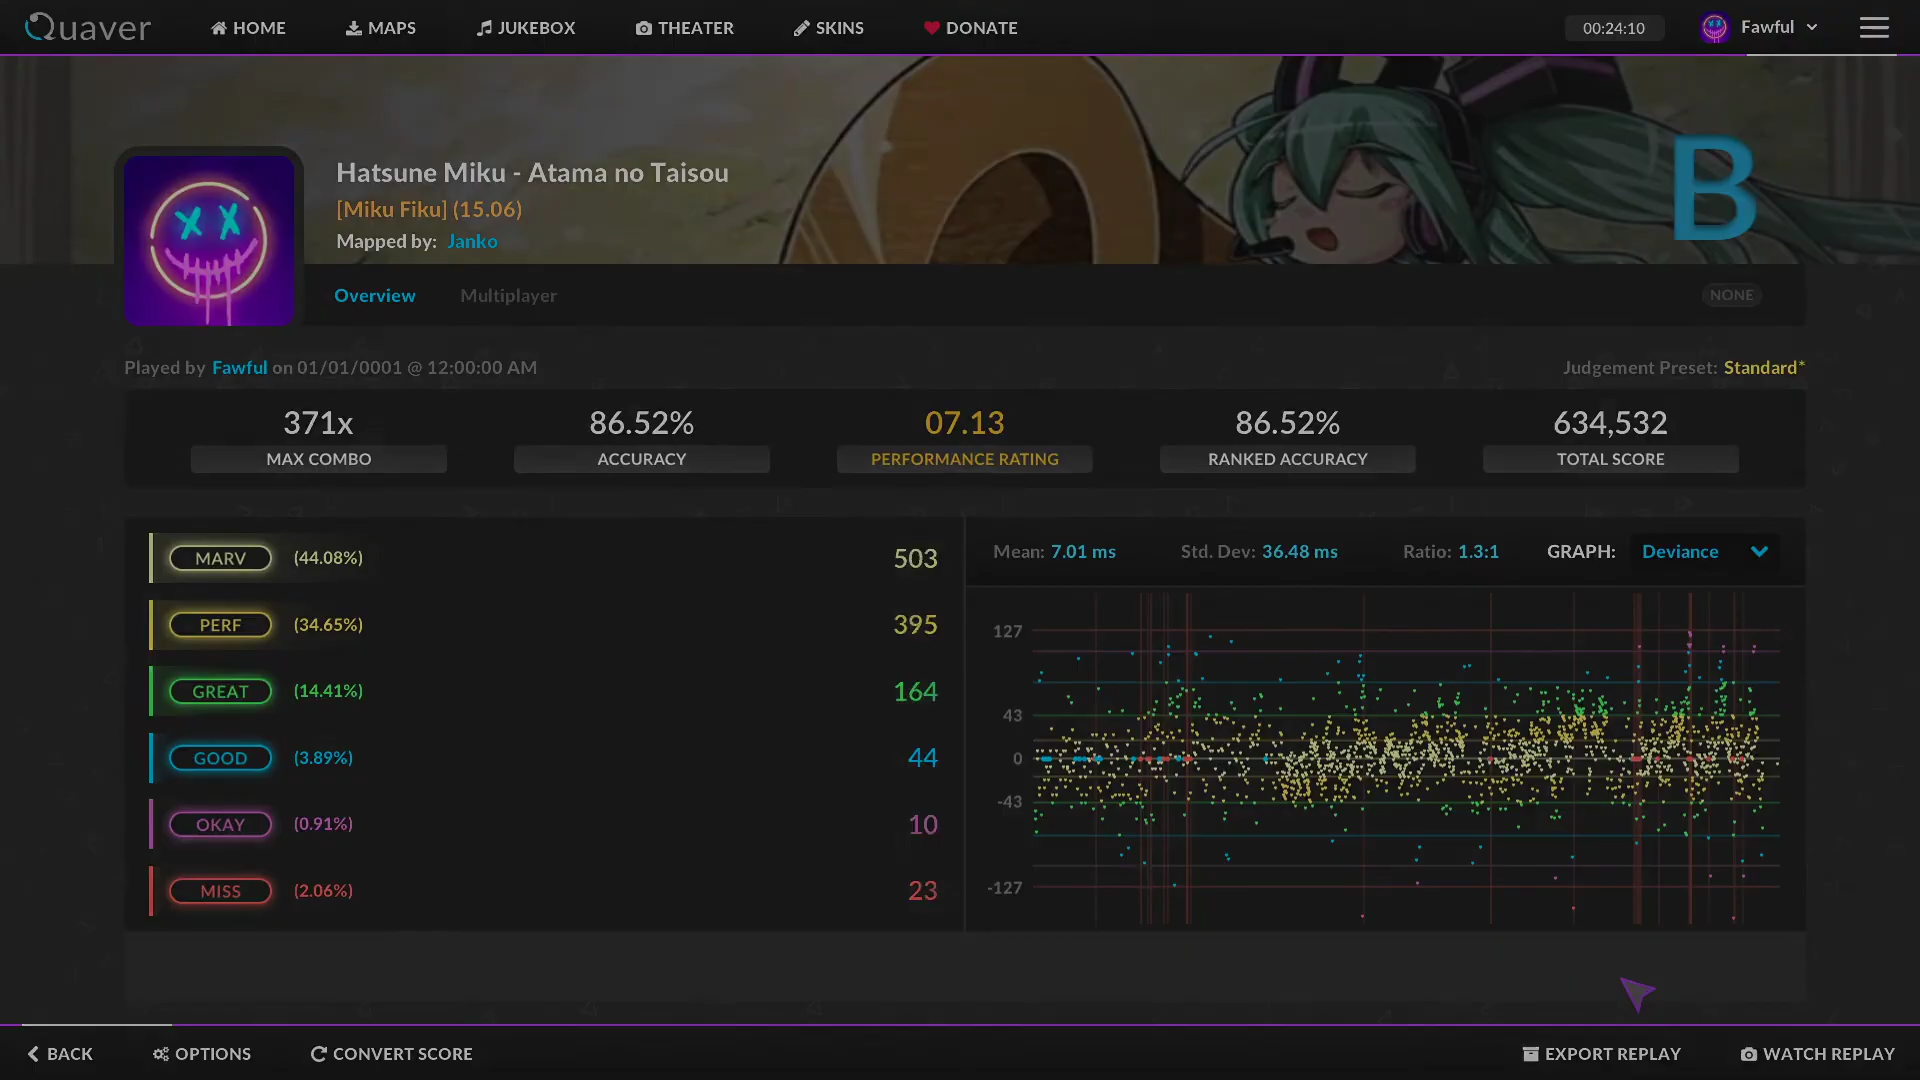 Quaver HOME MAPS JUKEBOX THEATER SKINS DONATE 00:24:10 Fawful
Hatsune Miku - Atama no Taisou
[Miku Fiku] (15.06)
Mapped by: Janko
B
Overview Multiplayer NONE
Played by Fawful on 01/01/0001 @ 12:00:00 AM Judgement Preset: Standard*
371x 86.52% 07.13 86.52% 634,532
MAX COMBO ACCURACY PERFORMANCE RATING RANKED ACCURACY TOTAL SCORE
MARV (44.08%) 503
PERF (34.65%) 395
GREAT (14.41%) 164
GOOD (3.89%) 44
OKAY (0.91%) 10
MISS (2.06%) 23
Mean: 7.01 ms Std. Dev: 36.48 ms Ratio: 1.3:1 GRAPH: Deviance
127
43
0
-43
-127
BACK OPTIONS CONVERT SCORE EXPORT REPLAY WATCH REPLAY